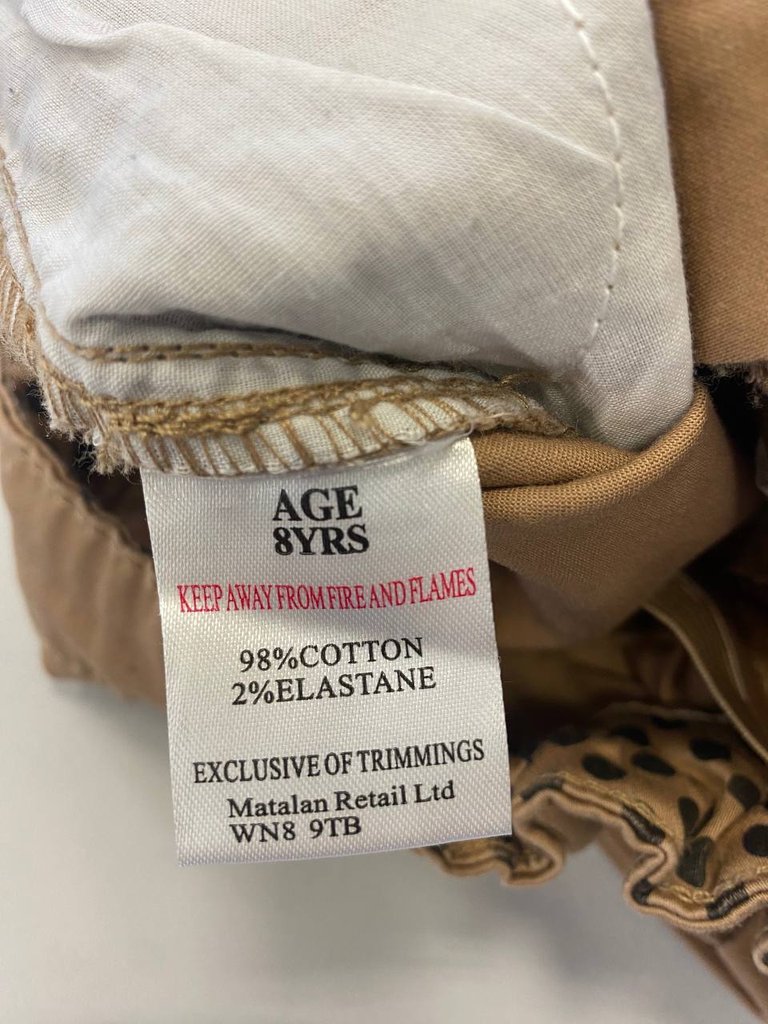 AGE
8YRS
KEEP AWAY FROM FIRE AND FLAMES
98%COTTON
2%ELASTANE
EXCLUSIVE OF TRIMMINGS
Matalan Retail Ltd
WN8 9TB